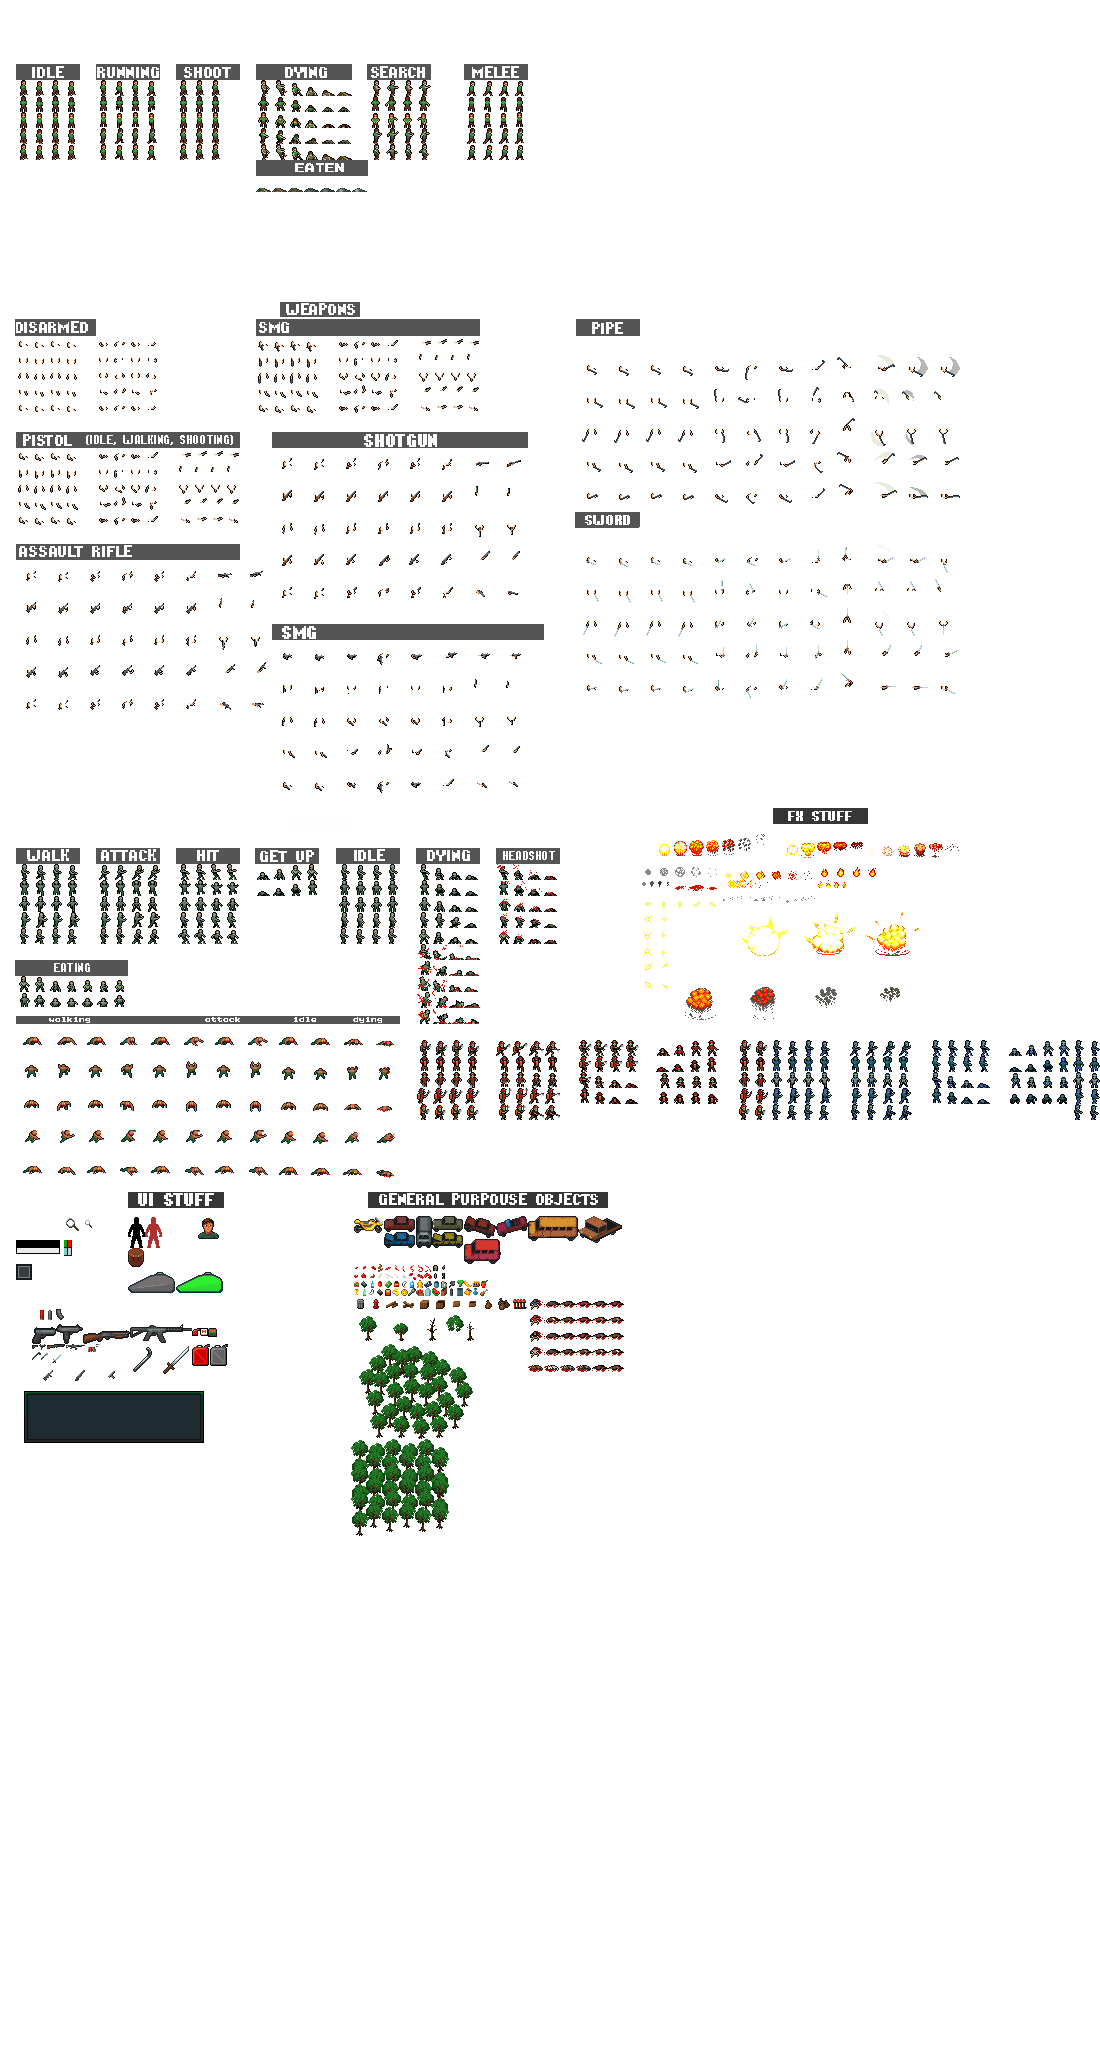 IDLE
RUNNING
SHOOT
DYING
SEARCH
MELEE
EATEN
WEAPONS
DISARMED
SMG
PIPE
PISTOL (IDLE, WALKING, SHOOTING)
SHOTGUN
SWORD
ASSAULT RIFLE
SMG
FX STUFF
WALK
ATTACK
HIT
GET UP
IDLE
DYING
HEADSHOT
EATING
walking
attack
idle
dying
UI STUFF
GENERAL PURPOUSE OBJECTS